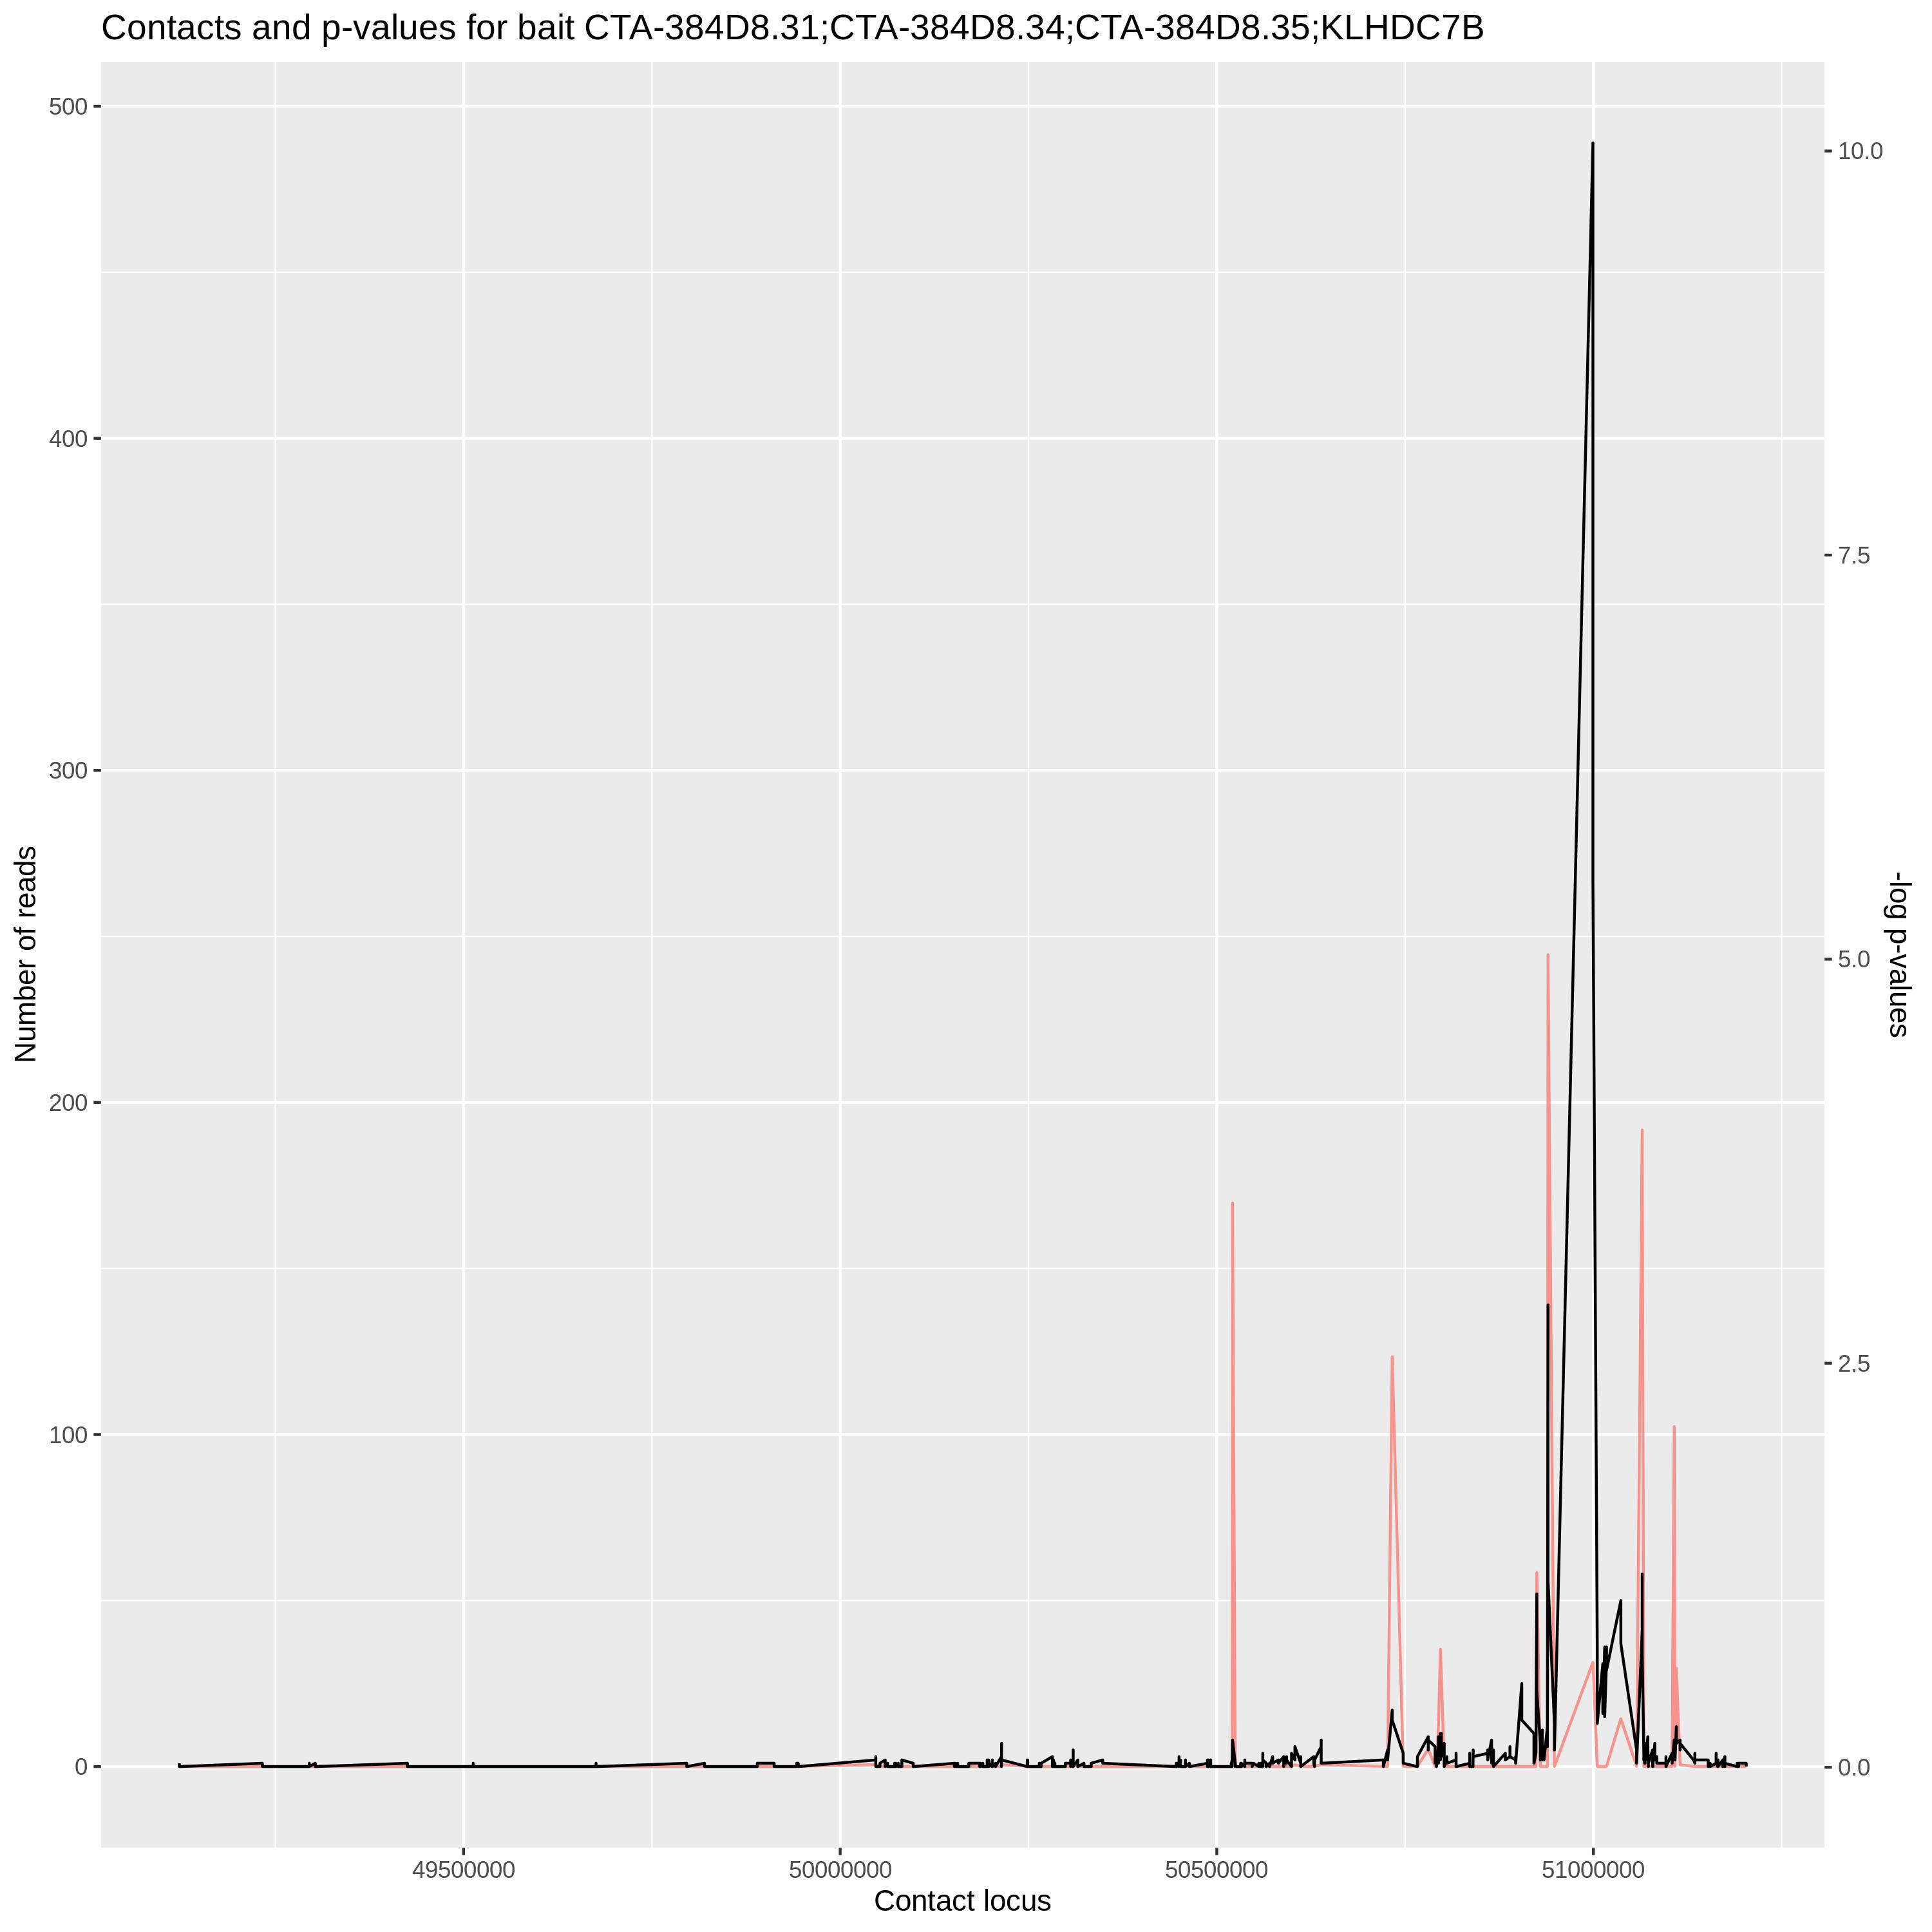 Contacts and p-values for bait CTA-384D8.31;CTA-384D8.34;CTA-384D8.35;KLHDC7B
500
400
300
200
100
0
Number of reads
10.0
7.5
5.0
2.5
0.0
-log p-values
49500000 50000000 50500000 51000000
Contact locus